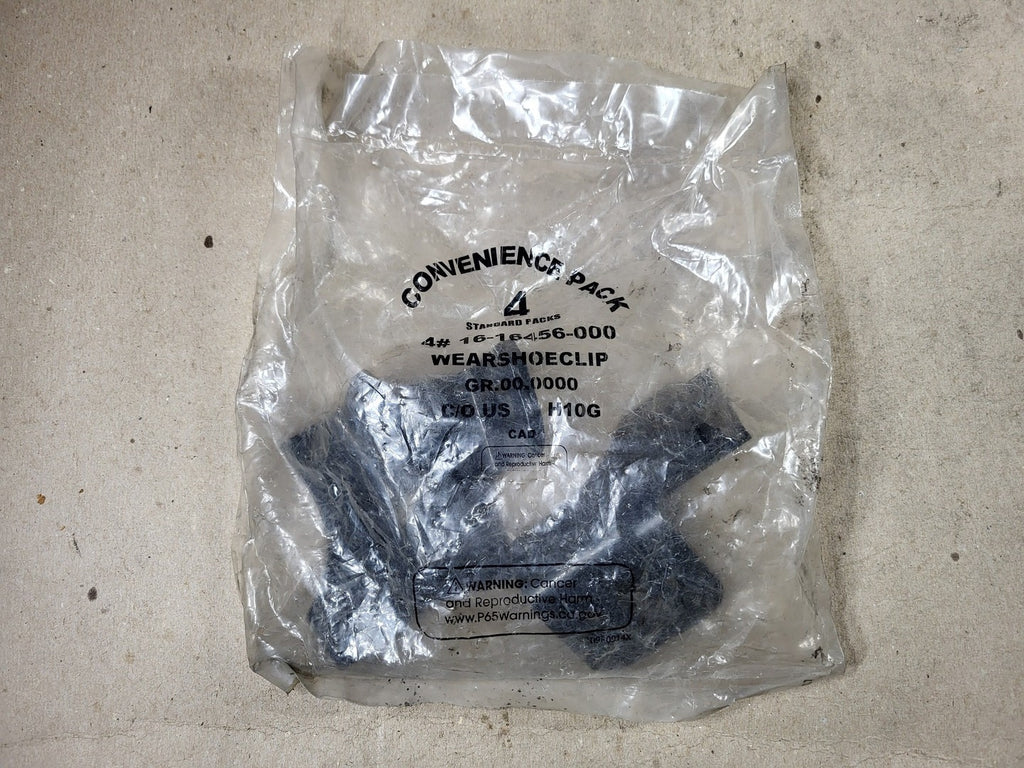 CONVENIENCE PACK
4
STANDARD PACKS
4# 16-16456-000
WEARSHOECLIP
GR:00.0000
C/O US H10G
CAD
⚠WARNING: Cancer
and Reproductive Harm
⚠WARNING: Cancer
and Reproductive Harm
www.P65Warnings.ca.gov